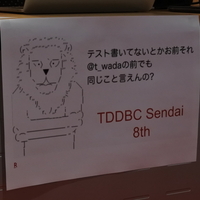 テスト書いてないとかお前それ
@t_wadaの前でも
同じこと言えんの?
TDDBC Sendai
8th